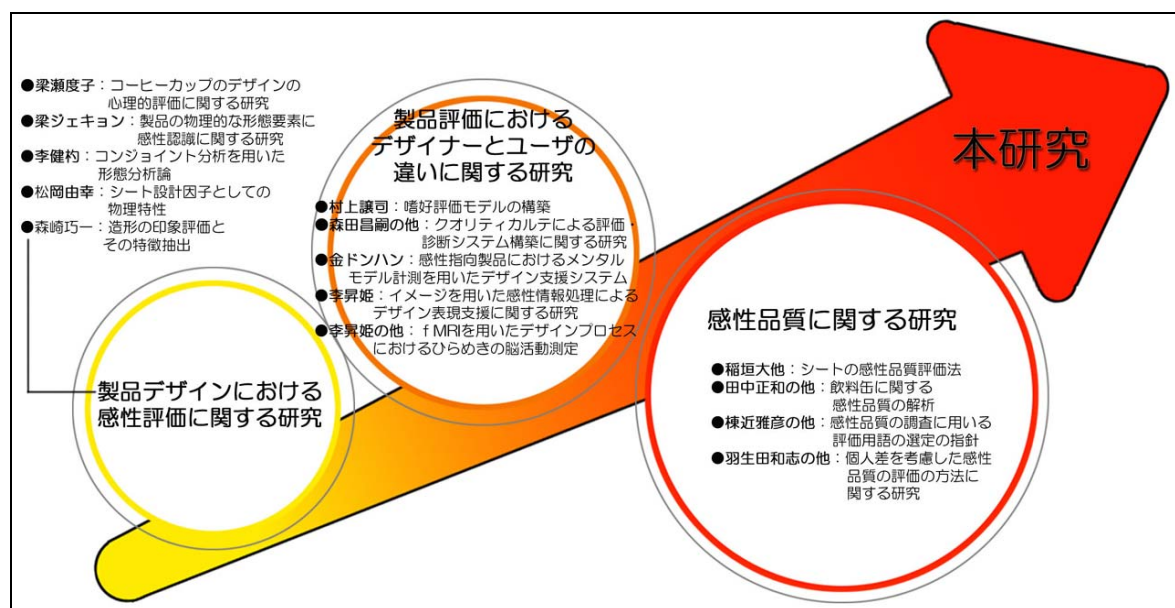 ●梁瀬度子：コーヒーカップのデザインの
心理的評価に関する研究
●梁ジェキョン：製品の物理的な形態要素に
感性認識に関する研究
●李健杓：コンジョイント分析を用いた
形態分析論
●松岡由幸：シート設計因子としての
物理特性
●森崎巧一：造形の印象評価と
その特徴抽出
製品デザインにおける
感性評価に関する研究
製品評価における
デザイナーとユーザの
違いに関する研究
●村上譲司：嗜好評価モデルの構築
●森田昌嗣の他：クオリティカルテによる評価・
診断システム構築に関する研究
●金ドンハン：感性指向製品におけるメンタル
モデル計測を用いたデザイン支援システム
●李昇姫：イメージを用いた感性情報処理による
デザイン表現支援に関する研究
●李昇姫の他：ｆMRIを用いたデザインプロセス
におけるひらめきの脳活動測定
本研究
感性品質に関する研究
●稲垣大他：シートの感性品質評価法
●田中正和の他：飲料缶に関する
感性品質の解析
●棟近雅彦の他：感性品質の調査に用いる
評価用語の選定の指針
●羽生田和志の他：個人差を考慮した感性
品質の評価の方法に
関する研究